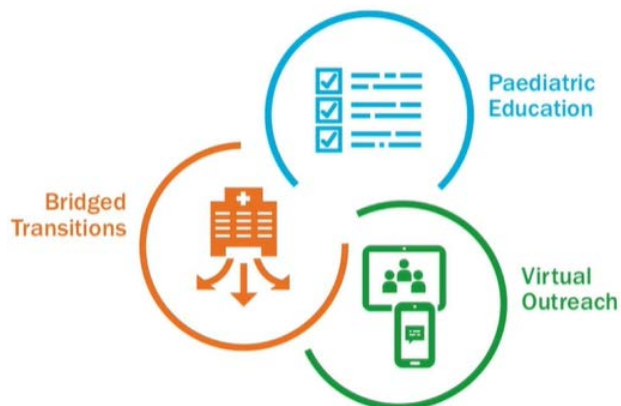 Paediatric
Education
Bridged
Transitions
Virtual
Outreach